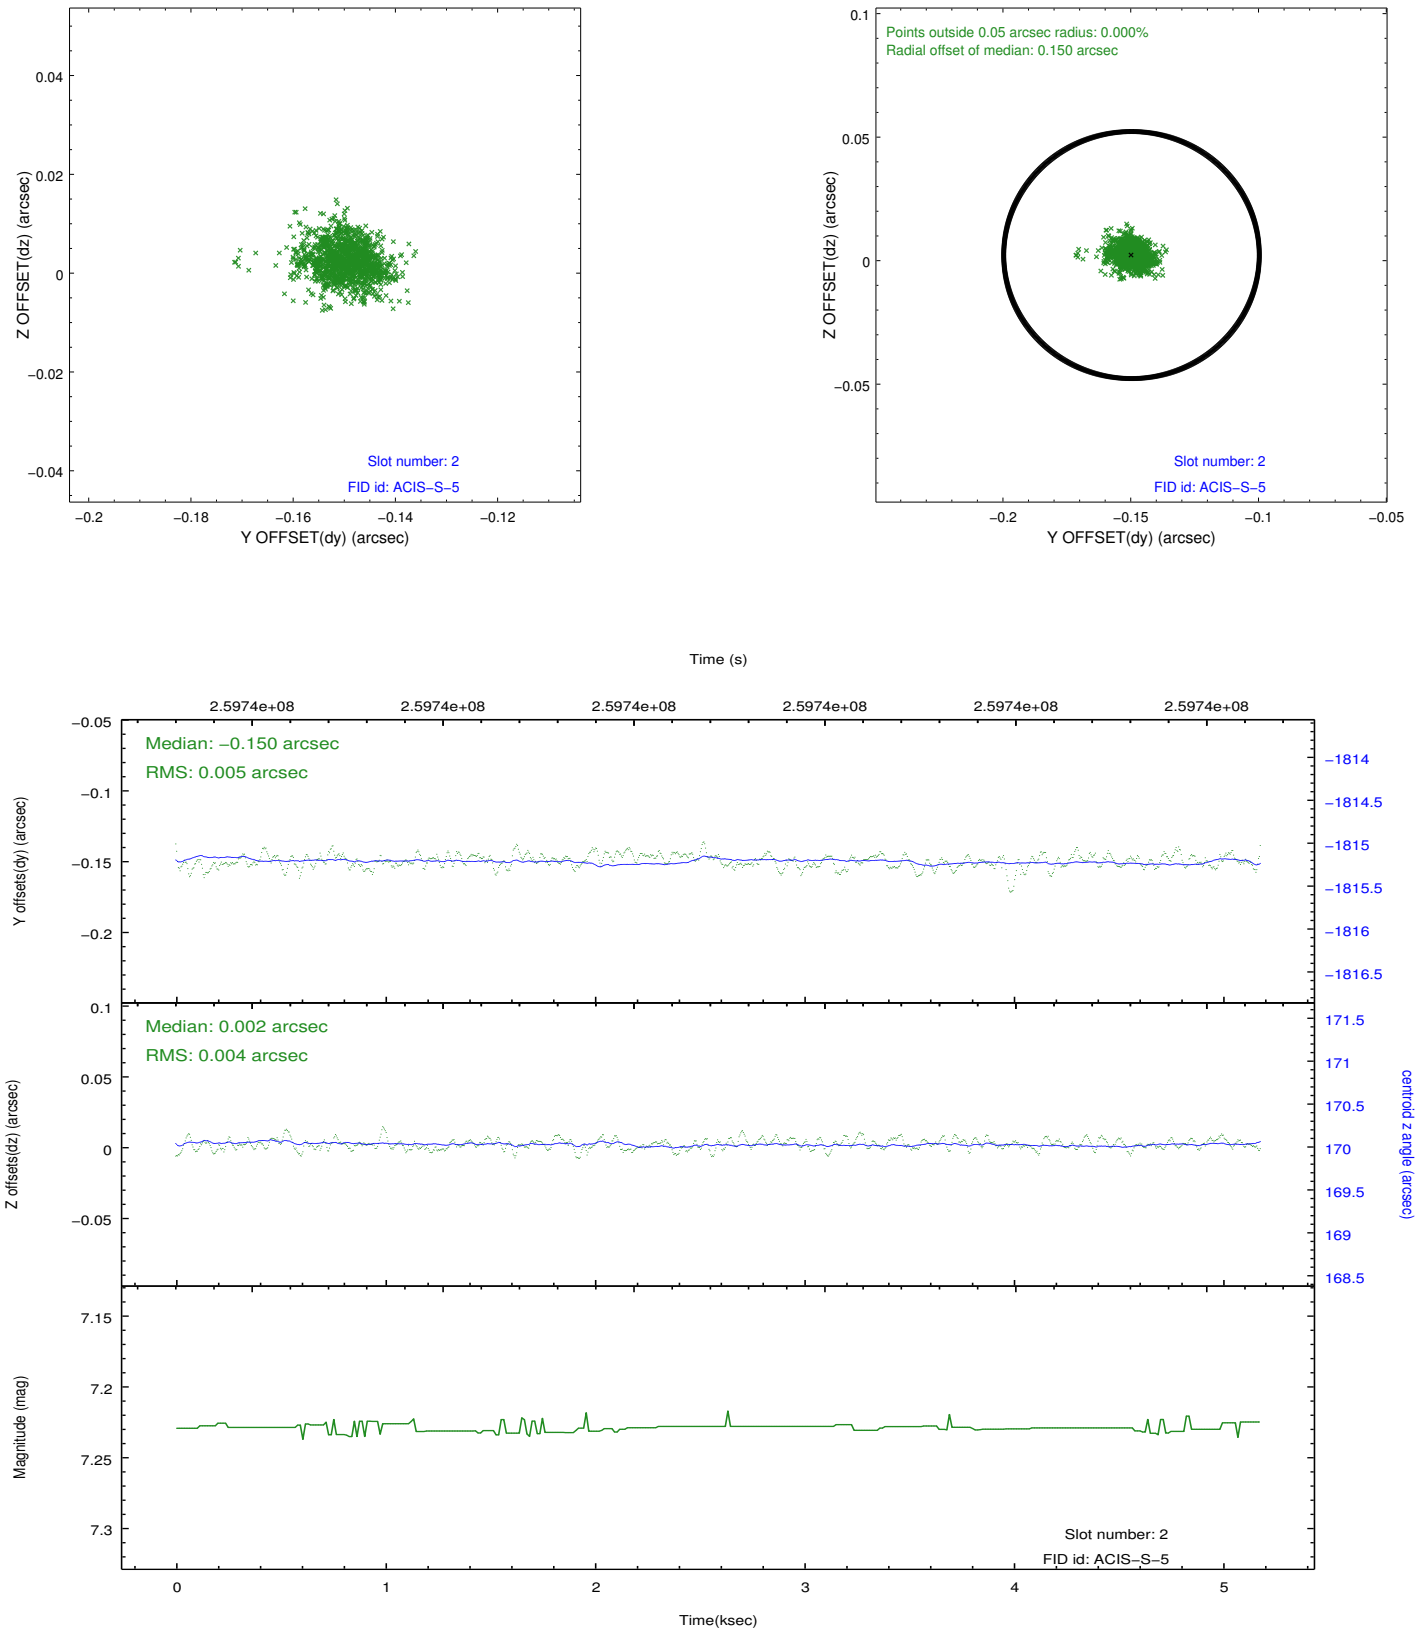 0.04
0.02
0
−0.02
−0.04
Z OFFSET(dz) (arcsec)
Slot number: 2
FID id: ACIS−S−5
−0.2
−0.18
−0.16
−0.14
−0.12
Y OFFSET(dy) (arcsec)
0.1
0.05
0
−0.05
Z OFFSET(dz) (arcsec)
Points outside 0.05 arcsec radius: 0.000%
Radial offset of median: 0.150 arcsec
Slot number: 2
FID id: ACIS−S−5
−0.2
−0.15
−0.1
−0.05
Y OFFSET(dy) (arcsec)
Time (s)
2.5974e+08
2.5974e+08
2.5974e+08
2.5974e+08
2.5974e+08
2.5974e+08
−0.05
−0.1
−0.15
−0.2
Y offsets(dy) (arcsec)
Median: −0.150 arcsec
RMS: 0.005 arcsec
−1814
−1814.5
−1815
−1815.5
−1816
−1816.5
0.1
0.05
0
−0.05
Z offsets(dz) (arcsec)
Median: 0.002 arcsec
RMS: 0.004 arcsec
171.5
171
170.5
170
169.5
169
168.5
centroid z angle (arcsec)
7.15
7.2
7.25
7.3
Magnitude (mag)
Slot number: 2
FID id: ACIS−S−5
0
1
2
3
4
5
Time(ksec)